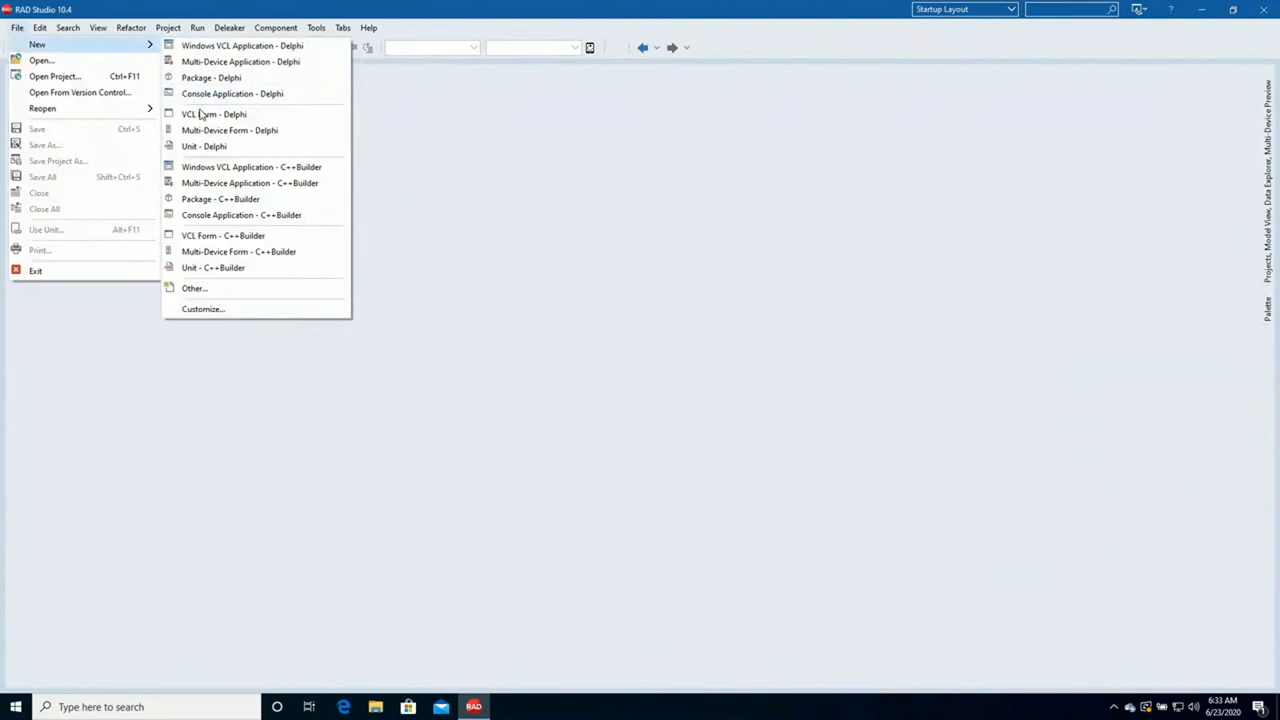 RAD Studio 10.4
Startup Layout
File Edit Search View Refactor Project Run Deleaker Component Tools Tabs Help
New
Open...
Open Project... Ctrl+F11
Open From Version Control...
Reopen
Save Ctrl+S
Save As...
Save Project As...
Save All Shift+Ctrl+S
Close
Close All
Use Unit... Alt+F11
Print...
Exit
Windows VCL Application - Delphi
Multi-Device Application - Delphi
Package - Delphi
Console Application - Delphi
VCL Form - Delphi
Multi-Device Form - Delphi
Unit - Delphi
Windows VCL Application - C++Builder
Multi-Device Application - C++Builder
Package - C++Builder
Console Application - C++Builder
VCL Form - C++Builder
Multi-Device Form - C++Builder
Unit - C++Builder
Other...
Customize...
Projects, Model View, Data Explorer, Multi-Device Preview
Palette
Type here to search
RAD
6:33 AM
6/23/2020